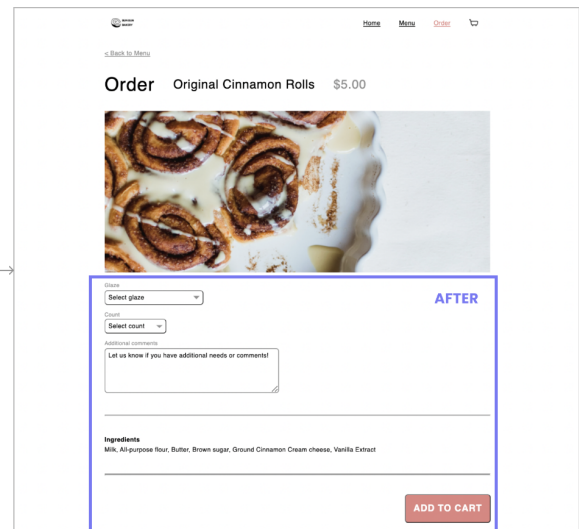 Home Menu Order
< Back to Menu
Order Original Cinnamon Rolls $5.00
Glaze
Select glaze
AFTER
Count
Select count
Additional comments
Let us know if you have additional needs or comments!
Ingredients
Milk, All-purpose flour, Butter, Brown sugar, Ground Cinnamon Cream cheese, Vanilla Extract
ADD TO CART